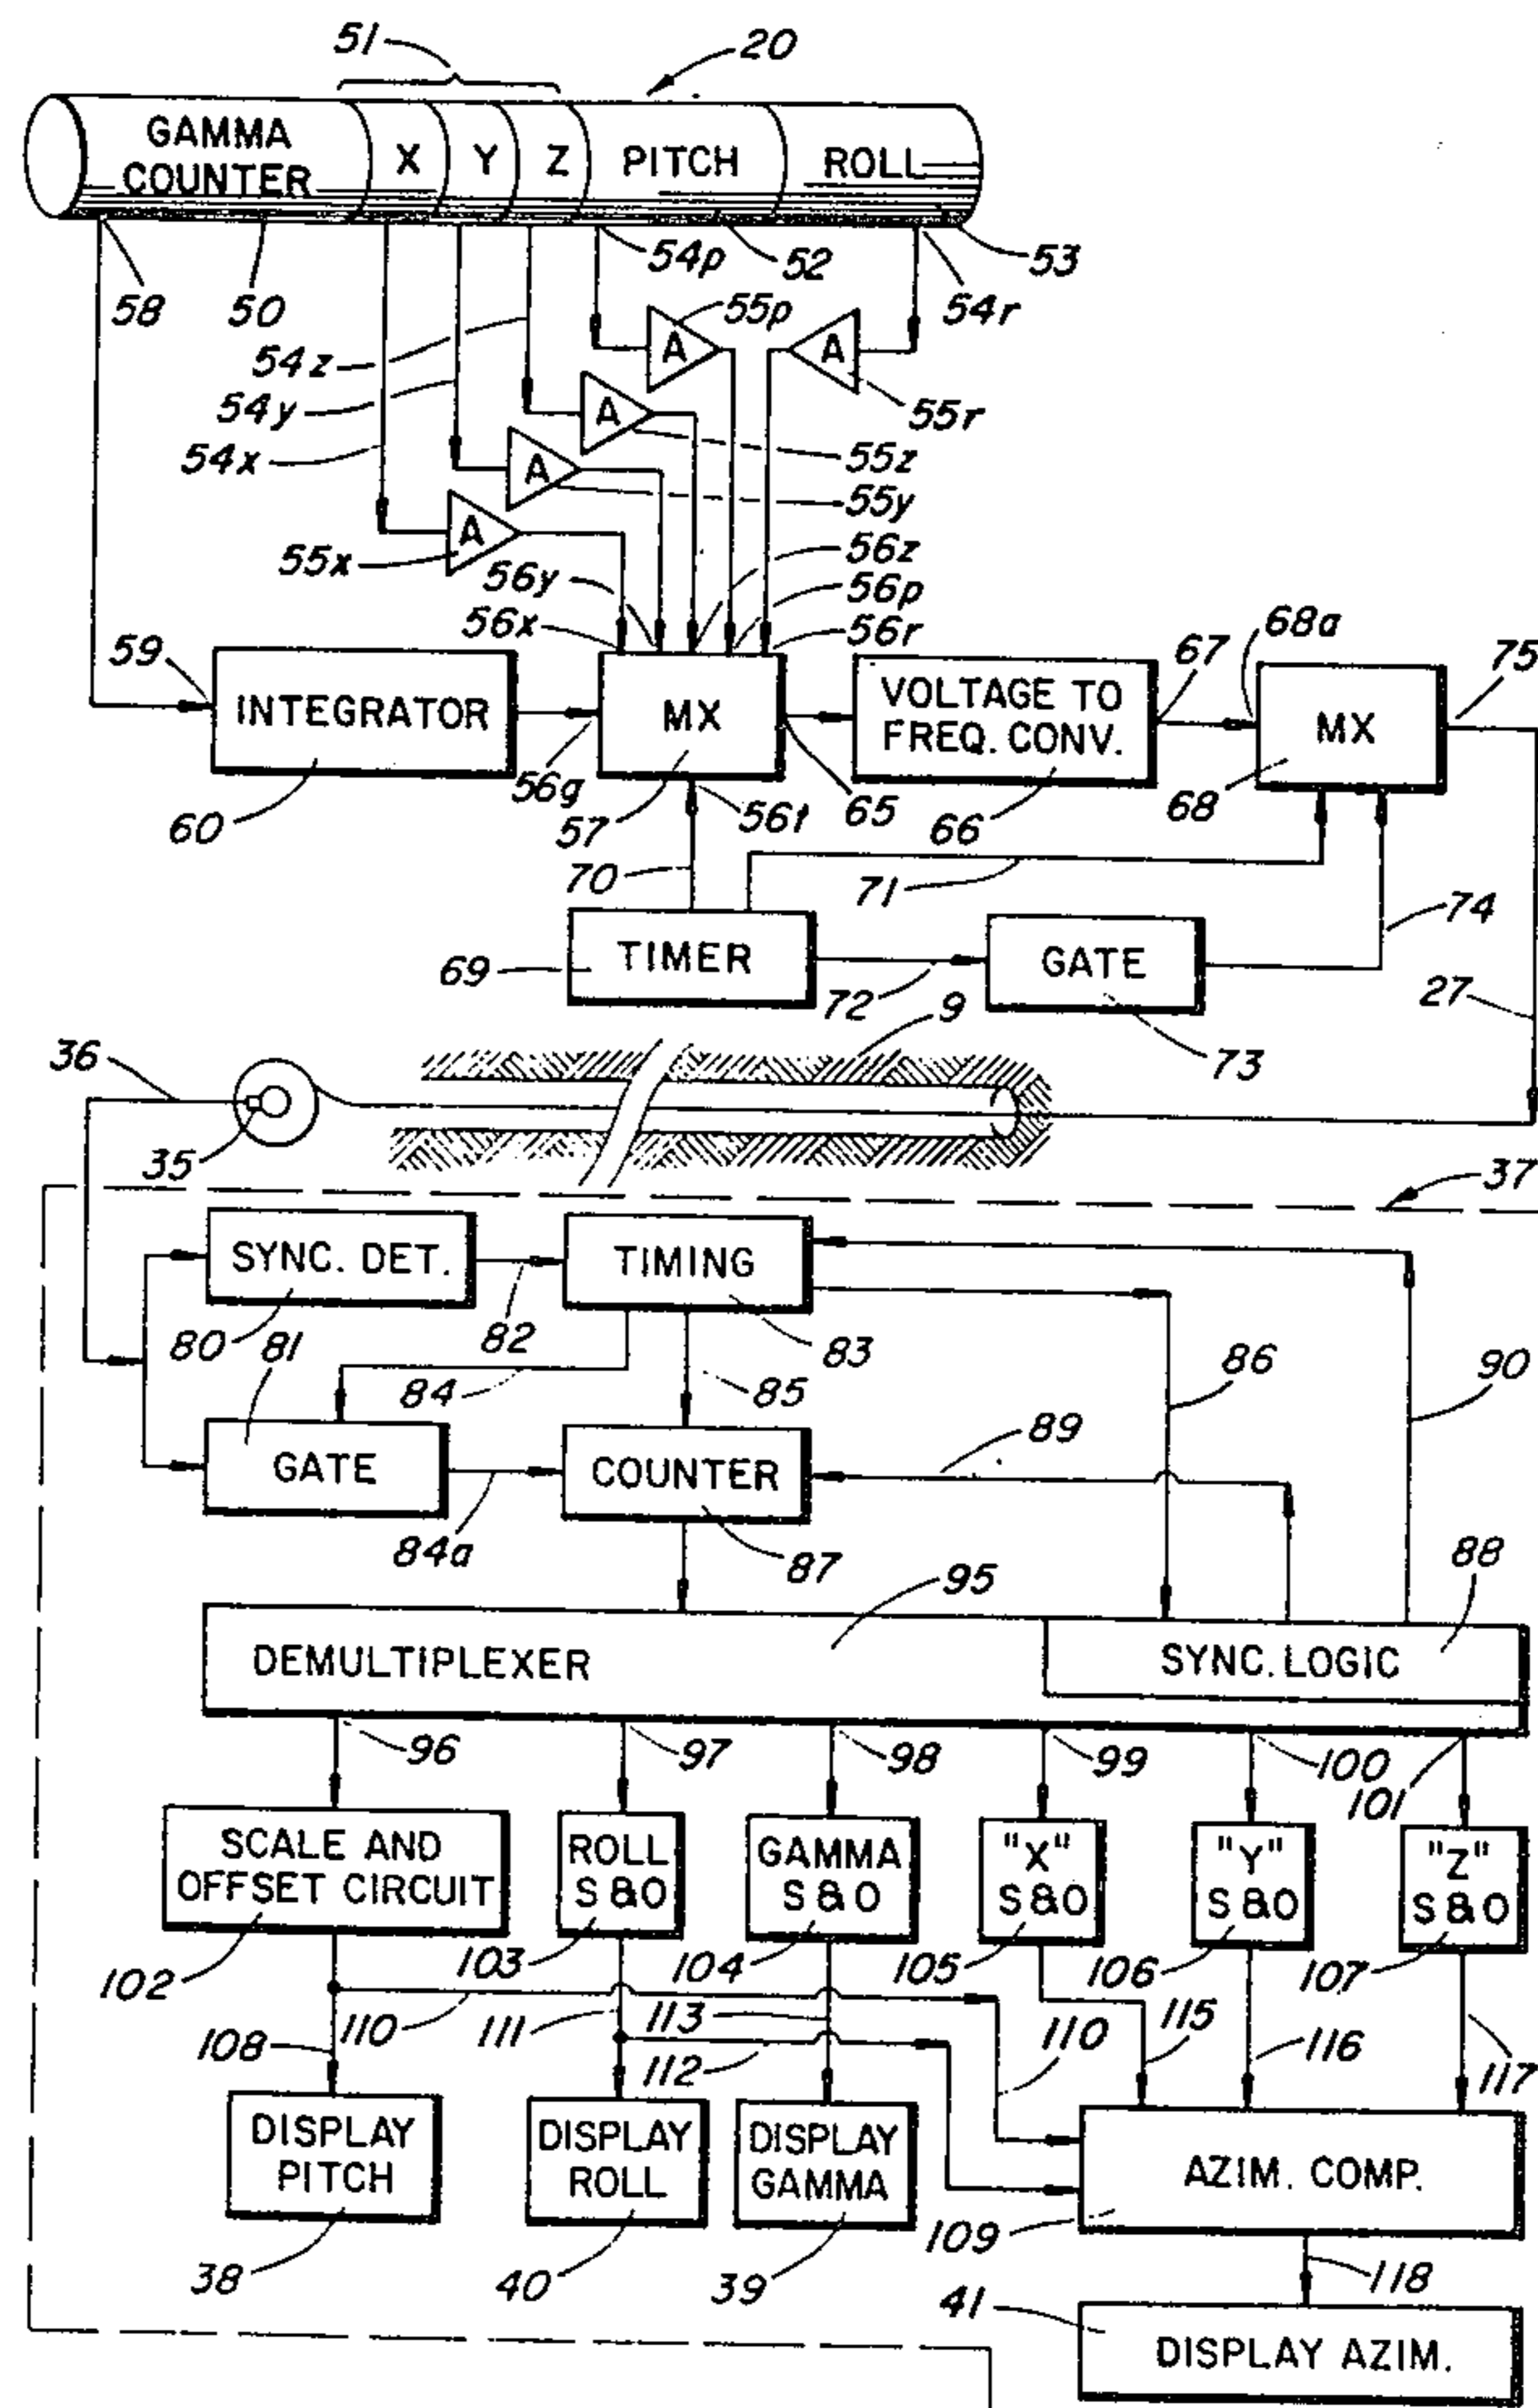 51
20
GAMMA
COUNTER
X
Y
Z
PITCH
ROLL
58
50
54p
52
54r
53
55p
A
A
54z
A
55r
54y
54x
A
55z
55y
A
55x
56y
56z
56p
56x
56r
68a
67
75
59
INTEGRATOR
MX
VOLTAGE TO
FREQ. CONV.
MX
60
56g
57
56t
65
66
68
70
71
74
69
TIMER
72
GATE
9
73
27
36
35
37
SYNC. DET.
TIMING
80
81
82
83
84
85
86
90
GATE
COUNTER
89
84a
87
88
95
DEMULTIPLEXER
SYNC. LOGIC
96
97
98
99
100
101
SCALE AND
OFFSET CIRCUIT
ROLL
S&O
GAMMA
S&O
"X"
S&O
"Y"
S&O
"Z"
S&O
102
103
104
105
106
107
108
110
111
113
112
110
115
116
117
DISPLAY
PITCH
DISPLAY
ROLL
DISPLAY
GAMMA
AZIM. COMP.
109
38
40
39
118
41
DISPLAY AZIM.